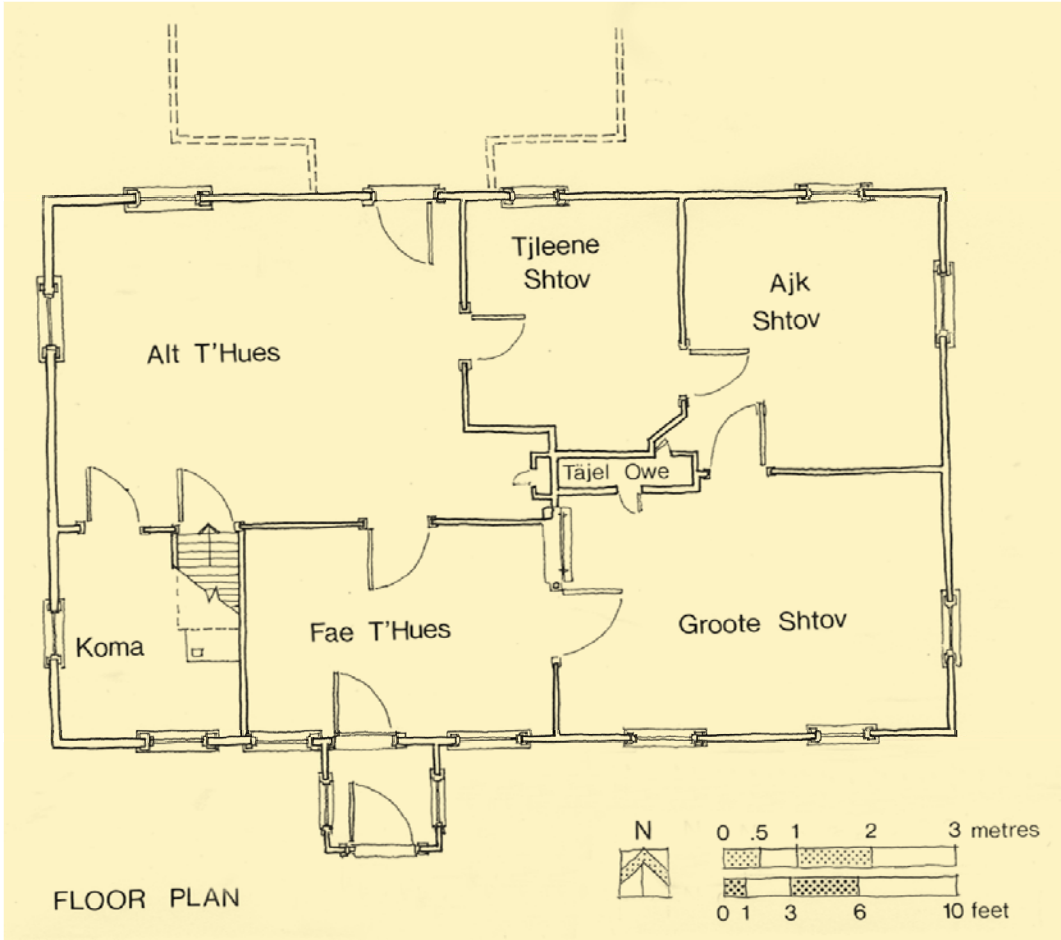 Tjleene
Shtov
Ajk
Shtov
Alt T'Hues
Täjel Owe
Koma
Fae T'Hues
Groote Shtov
N
0 .5 1 2 3 metres
0 1 3 6 10 feet
FLOOR PLAN